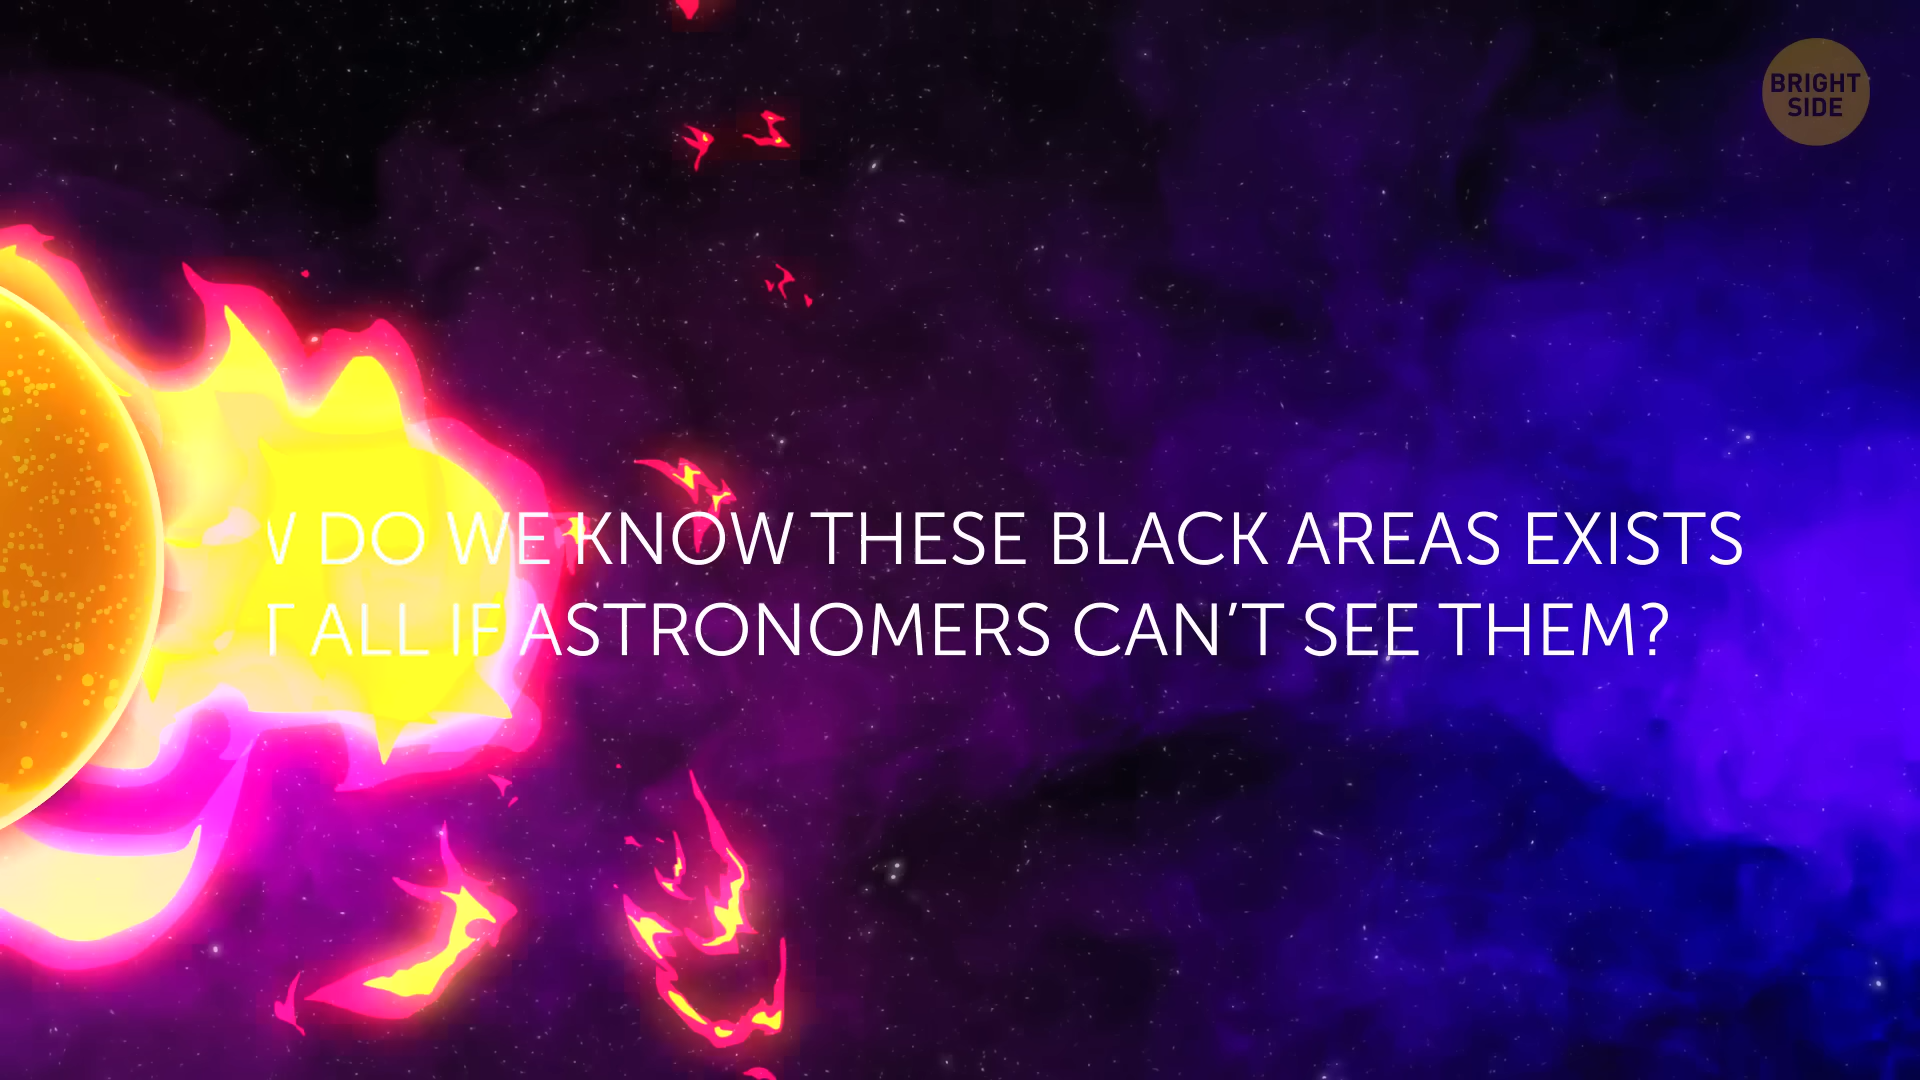 BRIGHT
SIDE
DO WE KNOW THESE BLACK AREAS EXISTS
ALL IF ASTRONOMERS CAN'T SEE THEM?